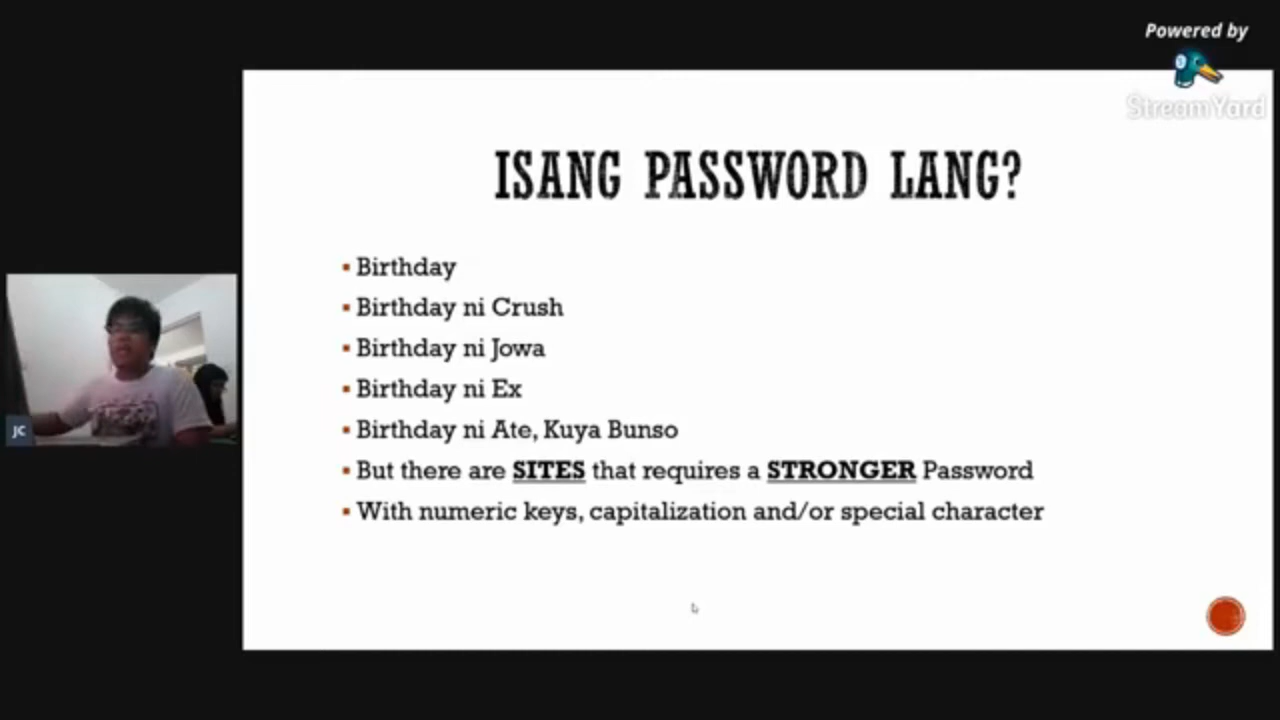 Powered by
StreamYard
ISANG PASSWORD LANG?
Birthday
Birthday ni Crush
Birthday ni Jowa
Birthday ni Ex
Birthday ni Ate, Kuya Bunso
But there are SITES that requires a STRONGER Password
With numeric keys, capitalization and/or special character
JC